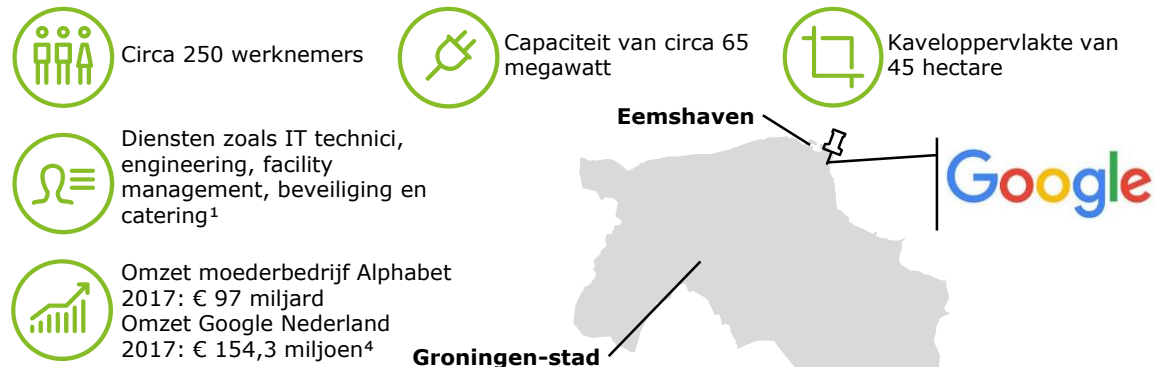 Circa 250 werknemers
Capaciteit van circa 65
megawatt
Kaveloppervlakte van
45 hectare
Diensten zoals IT technici,
engineering, facility
management, beveiliging en
catering¹
Omzet moederbedrijf Alphabet
2017: € 97 miljard
Omzet Google Nederland
2017: € 154,3 miljoen⁴
Eemshaven
Google
Groningen-stad